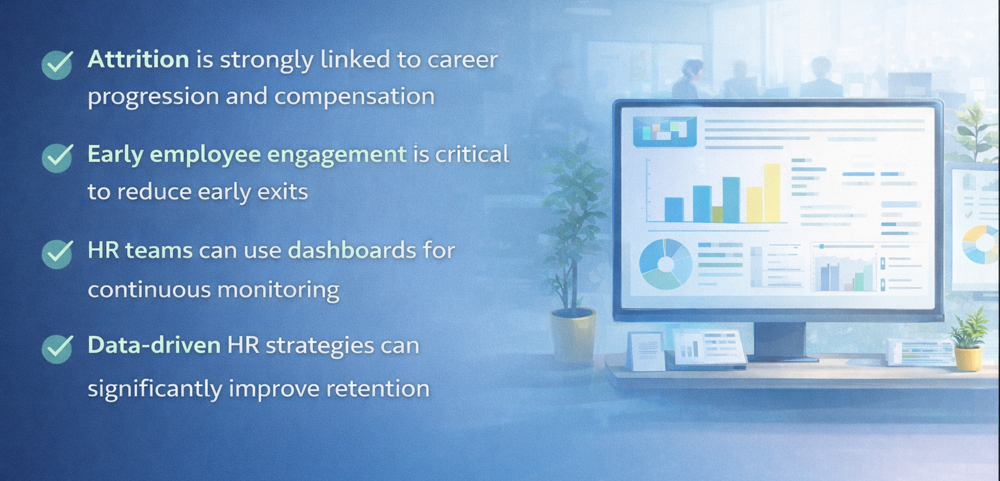 Attrition is strongly linked to career
progression and compensation
Early employee engagement is critical
to reduce early exits
HR teams can use dashboards for
continuous monitoring
Data-driven HR strategies can
significantly improve retention